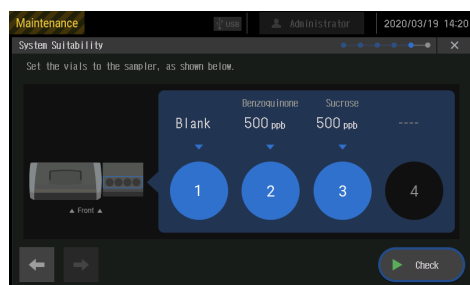 Maintenance
USB
Administrator
2020/03/19 14:20
System Suitability
Set the vials to the sampler, as shown below.
Benzoquinone
Sucrose
Blank
500 ppb
500 ppb
----
1
2
3
4
▲ Front ▲
Check